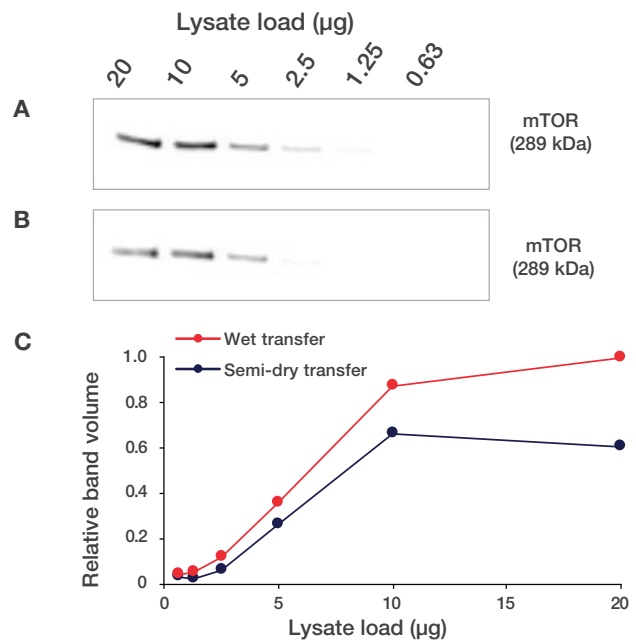 Lysate load (µg)
20 10 5 2.5 1.25 0.63
A
mTOR
(289 kDa)
B
mTOR
(289 kDa)
C
Wet transfer
Semi-dry transfer
1.0
0.8
0.6
0.4
0.2
0
Relative band volume
0 5 10 15 20
Lysate load (µg)